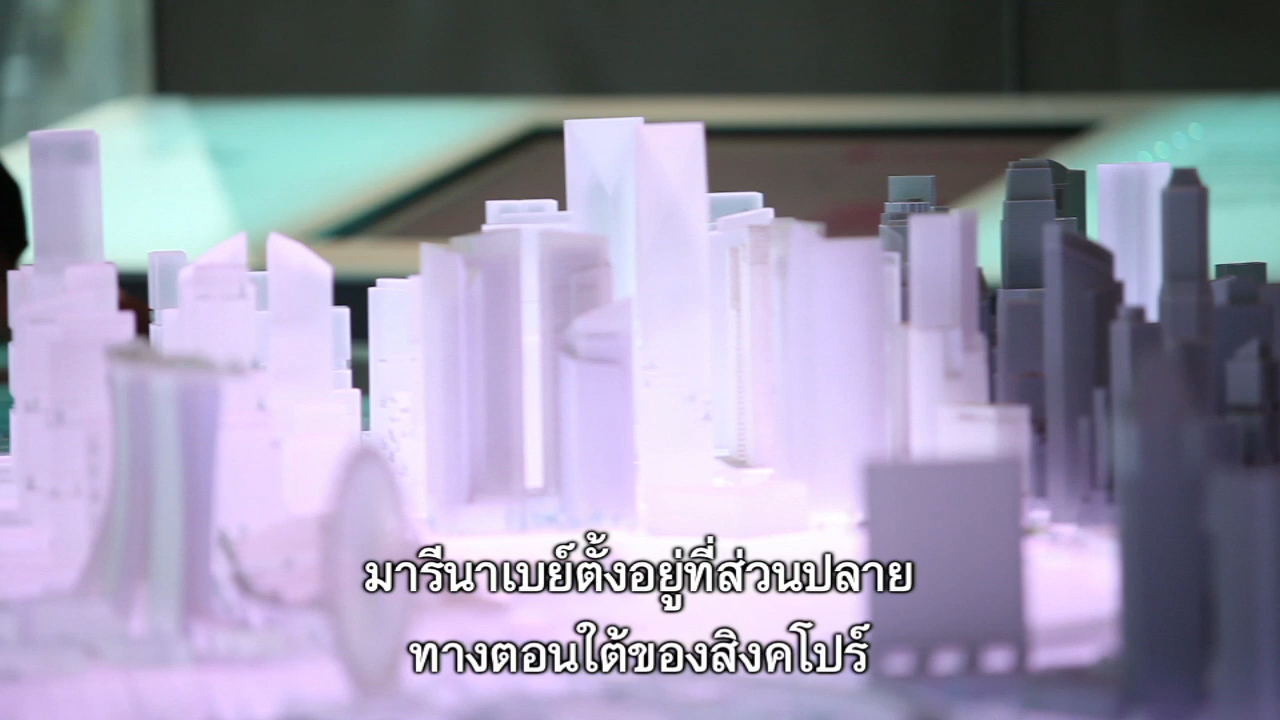 มารีนาเบย์ตั้งอยู่ที่ส่วนปลาย
ทางตอนใต้ของสิงคโปร์